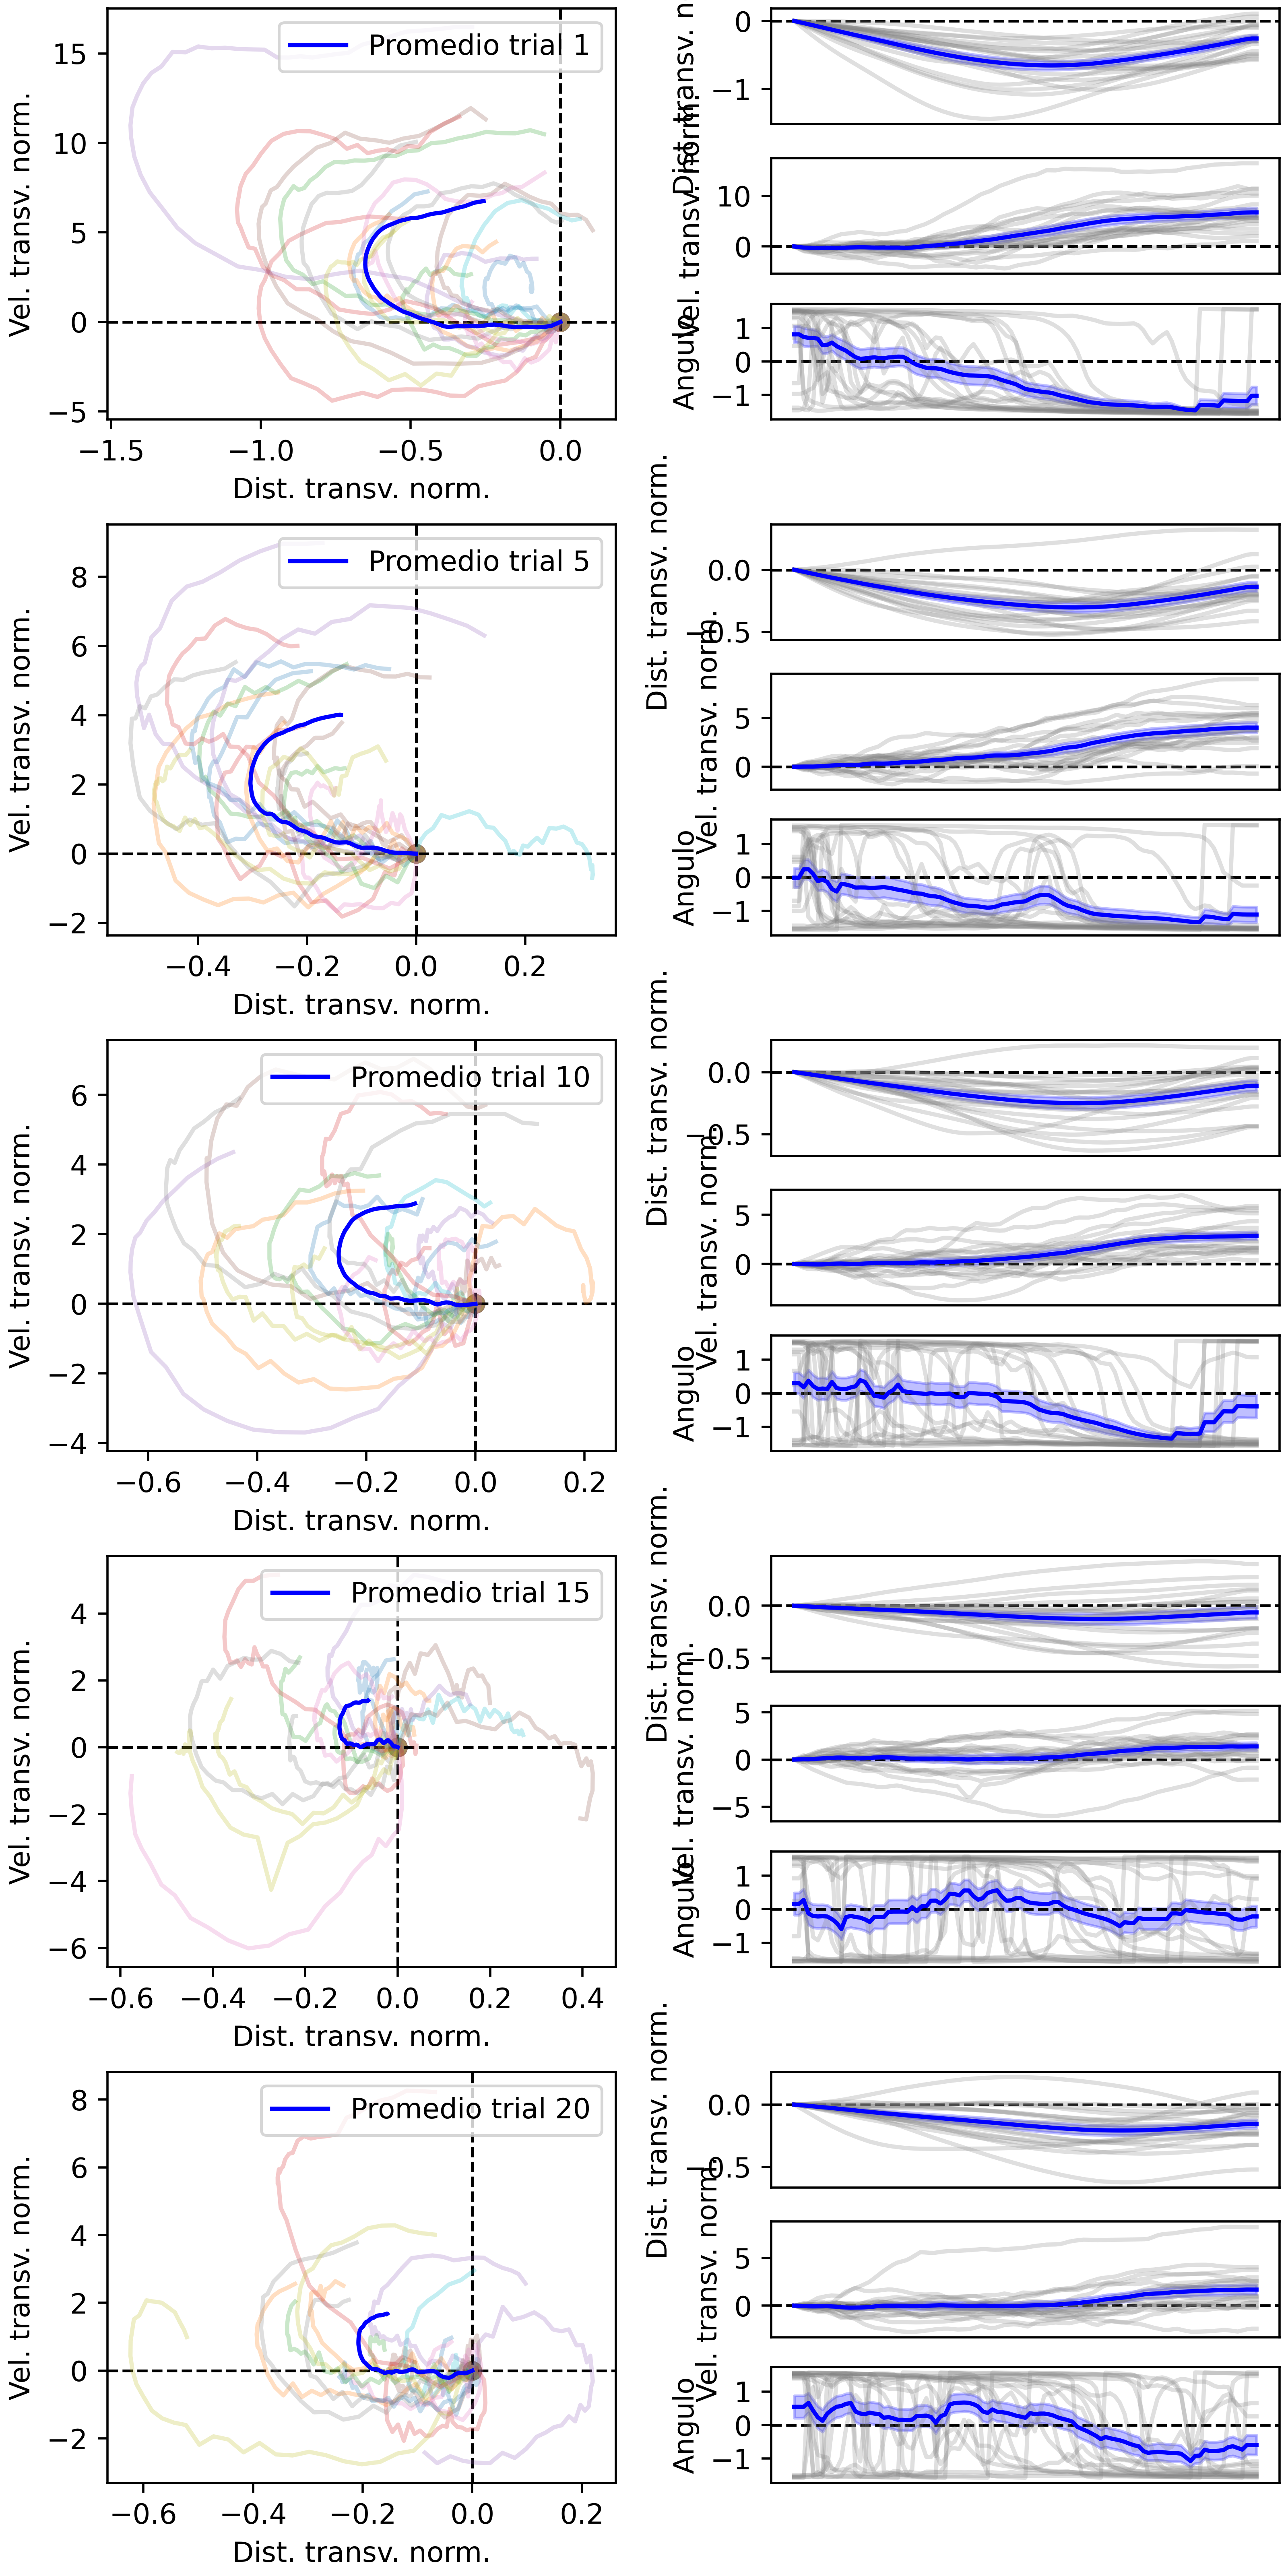 Promedio trial 1
Vel. transv. norm.
15
10
5
0
−5
−1.5 −1.0 −0.5 0.0
Dist. transv. norm.
Dist. transv. n
0
−1
Vel. transv. norm.
10
0
Angulo
1
0
−1
Promedio trial 5
Vel. transv. norm.
8
6
4
2
0
−2
−0.4 −0.2 0.0 0.2
Dist. transv. norm.
Dist. transv. norm.
0.0
−0.5
Vel. transv. norm.
5
0
Angulo
1
0
−1
Promedio trial 10
Vel. transv. norm.
6
4
2
0
−2
−4
−0.6 −0.4 −0.2 0.0 0.2
Dist. transv. norm.
Dist. transv. norm.
0.0
−0.5
Vel. transv. norm.
5
0
Angulo
1
0
−1
Promedio trial 15
Vel. transv. norm.
4
2
0
−2
−4
−6
−0.6 −0.4 −0.2 0.0 0.2 0.4
Dist. transv. norm.
Dist. transv. norm.
0.0
−0.5
Vel. transv. norm.
5
0
−5
Angulo
1
0
−1
Promedio trial 20
Vel. transv. norm.
8
6
4
2
0
−2
−0.6 −0.4 −0.2 0.0 0.2
Dist. transv. norm.
Dist. transv. norm.
0.0
−0.5
Vel. transv. norm.
5
0
Angulo
1
0
−1